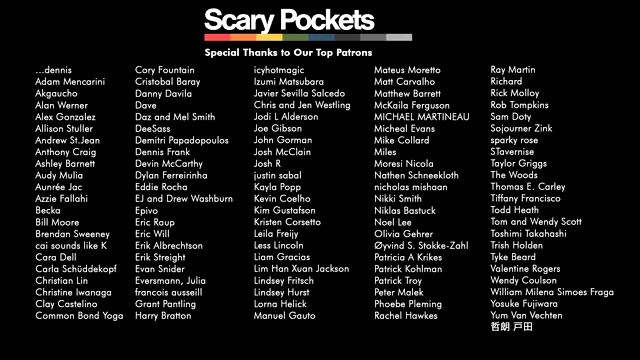 Scary Pockets
Special Thanks to Our Top Patrons
...dennis
Adam Mencarini
Akgaucho
Alan Werner
Alex Gonzalez
Allison Stuller
Andrew St.Jean
Anthony Craig
Ashley Barnett
Audy Mulia
Aunrée Jac
Azzie Fallahi
Becka
Bill Moore
Brendan Sweeney
cai sounds like K
Cara Dell
Carla Schüddekopf
Christian Lin
Christine Iwanaga
Clay Castelino
Common Bond Yoga
Cory Fountain
Cristobal Baray
Danny Davila
Dave
Daz and Mel Smith
DeeSass
Demitri Papadoupolos
Dennis Frank
Devin McCarthy
Dylan Ferreirinha
Eddie Rocha
EJ and Drew Washburn
Epivo
Eric Raup
Eric Will
Erik Albrechtson
Erik Streight
Evan Snider
Eversmann, Julia
francois ausseill
Grant Pantling
Harry Bratton
icyhotmagic
Izumi Matsubara
Javier Sevilla Salcedo
Chris and Jen Westling
Jodi L Alderson
Joe Gibson
John Gorman
Josh McClain
Josh R
justin sabal
Kayla Popp
Kevin Coelho
Kim Gustafson
Kristen Corsetto
Leila Freijy
Less Lincoln
Liam Gracias
Lim Han Xuan Jackson
Lindsey Fritsch
Lindsey Hurst
Lorna Helick
Manuel Gauto
Mateus Moretto
Matt Carvalho
Matthew Barrett
McKaila Ferguson
MICHAEL MARTINEAU
Micheal Evans
Mike Collard
Miles
Moresi Nicola
Nathen Schneekloth
nicholas mishaan
Nikki Smith
Niklas Bastuck
Noel Lee
Olivia Gehrer
Øyvind S. Stokke-Zahl
Patricia A Krikes
Patrick Kohlman
Patrick Troy
Peter Malek
Phoebe Pleming
Rachel Hawkes
Ray Martin
Richard
Rick Molloy
Rob Tompkins
Sam Doty
Sojourner Zink
sparky rose
STavernise
Taylor Griggs
The Woods
Thomas E. Carley
Tiffany Francisco
Todd Heath
Tom and Wendy Scott
Toshimi Takahashi
Trish Holden
Tyke Beard
Valentine Rogers
Wendy Coulson
William Milena Simoes Fraga
Yosuke Fujiwara
Yum Van Vechten
哲朗 戸田